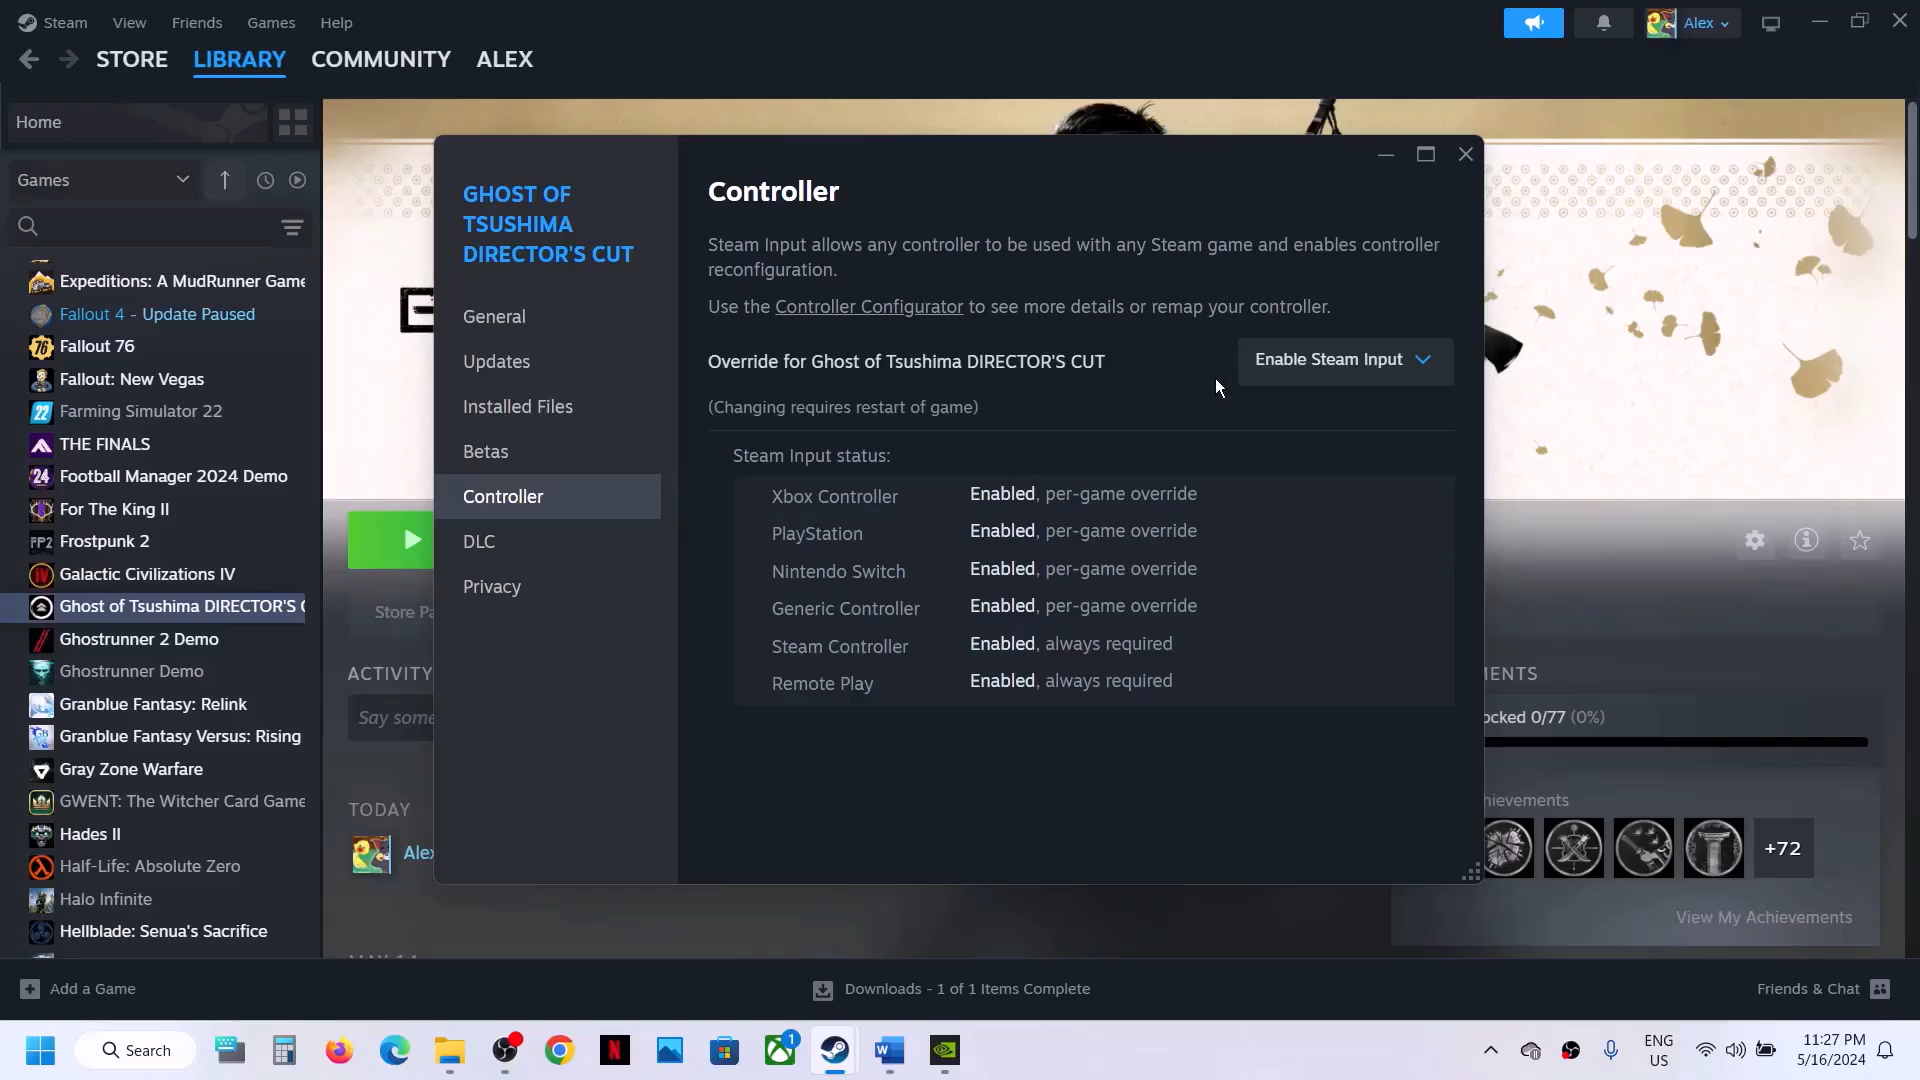 Steam
View
Friends
Games
Help
Alex
STORE
LIBRARY
COMMUNITY
ALEX
Home
Games
Expeditions: A MudRunner Game
Fallout 4 - Update Paused
Fallout 76
Fallout: New Vegas
Farming Simulator 22
THE FINALS
Football Manager 2024 Demo
For The King II
Frostpunk 2
Galactic Civilizations IV
Ghost of Tsushima DIRECTOR'S C
Ghostrunner 2 Demo
Ghostrunner Demo
Granblue Fantasy: Relink
Granblue Fantasy Versus: Rising
Gray Zone Warfare
GWENT: The Witcher Card Game
Hades II
Half-Life: Absolute Zero
Halo Infinite
Hellblade: Senua's Sacrifice
GHOST OF
TSUSHIMA
DIRECTOR'S CUT
General
Updates
Installed Files
Betas
Controller
DLC
Privacy
Controller
Steam Input allows any controller to be used with any Steam game and enables controller
reconfiguration.
Use the Controller Configurator to see more details or remap your controller.
Override for Ghost of Tsushima DIRECTOR'S CUT
Enable Steam Input
(Changing requires restart of game)
Steam Input status:
Xbox Controller Enabled, per-game override
PlayStation Enabled, per-game override
Nintendo Switch Enabled, per-game override
Generic Controller Enabled, per-game override
Steam Controller Enabled, always required
Remote Play Enabled, always required
Store Pa
ACTIVITY
Say some
TODAY
Alex
MENTS
ocked 0/77 (0%)
hievements
+72
View My Achievements
Add a Game
Downloads - 1 of 1 Items Complete
Friends & Chat
Search
1
ENG
US
11:27 PM
5/16/2024